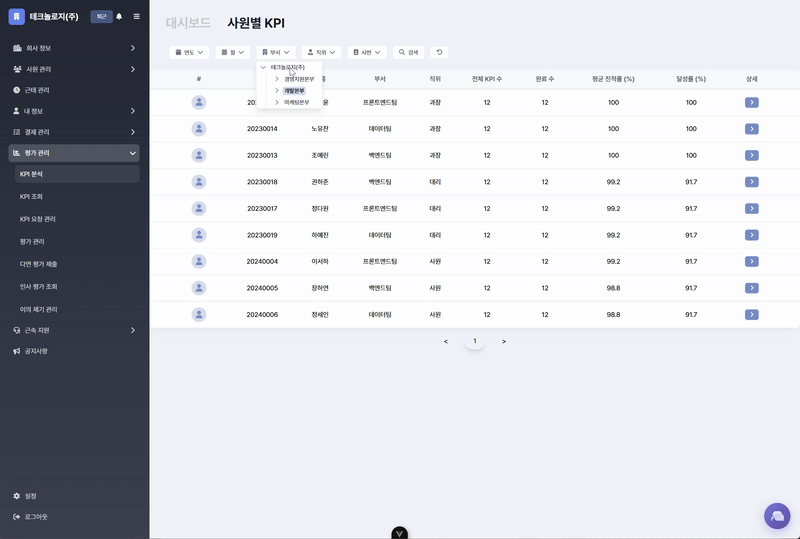 테크놀로지(주) 퇴근
회사 정보
사원 관리
근태 관리
내 정보
결재 관리
평가 관리
KPI 분석
KPI 조회
KPI 요청 관리
평가 관리
다면 평가 제출
인사 평가 조회
이의 제기 관리
근속 지원
공지사항
설정
로그아웃
대시보드 사원별 KPI
연도 월 부서 직위 사번 검색
테크놀로지(주)
경영지원본부
개발본부
마케팅본부
# 부서 직위 전체 KPI 수 완료 수 평균 진척률 (%) 달성률 (%) 상세
프론트엔드팀 과장 12 12 100 100
20230014 노유찬 데이터팀 과장 12 12 100 100
20230013 조예린 백엔드팀 과장 12 12 100 100
20230018 권하준 백엔드팀 대리 12 12 99.2 91.7
20230017 정다원 프론트엔드팀 대리 12 12 99.2 91.7
20230019 하예진 데이터팀 대리 12 12 99.2 91.7
20240004 이서하 프론트엔드팀 사원 12 12 99.2 91.7
20240005 장하연 백엔드팀 사원 12 12 98.8 91.7
20240006 정세인 데이터팀 사원 12 12 98.8 91.7
< 1 >